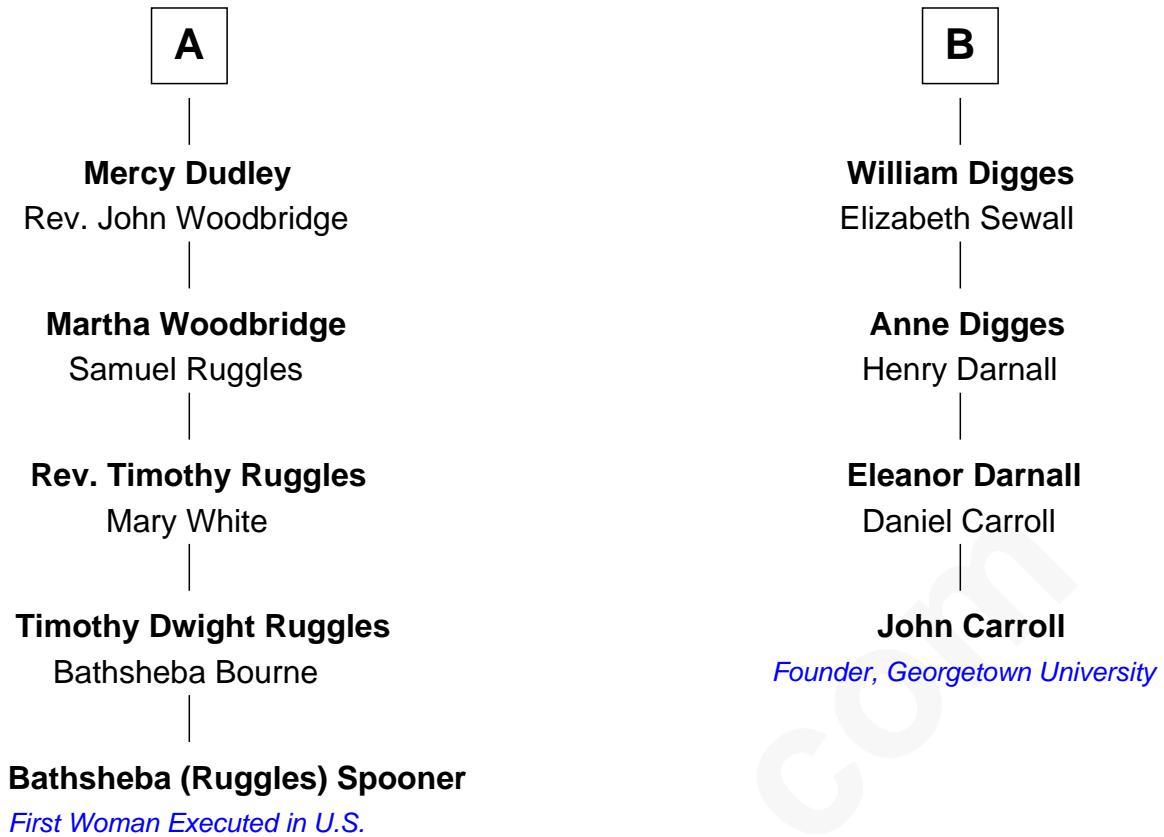 A
Mercy Dudley
Rev. John Woodbridge
Martha Woodbridge
Samuel Ruggles
Rev. Timothy Ruggles
Mary White
Timothy Dwight Ruggles
Bathsheba Bourne
Bathsheba (Ruggles) Spooner
First Woman Executed in U.S.
B
William Digges
Elizabeth Sewall
Anne Digges
Henry Darnall
Eleanor Darnall
Daniel Carroll
John Carroll
Founder, Georgetown University
com